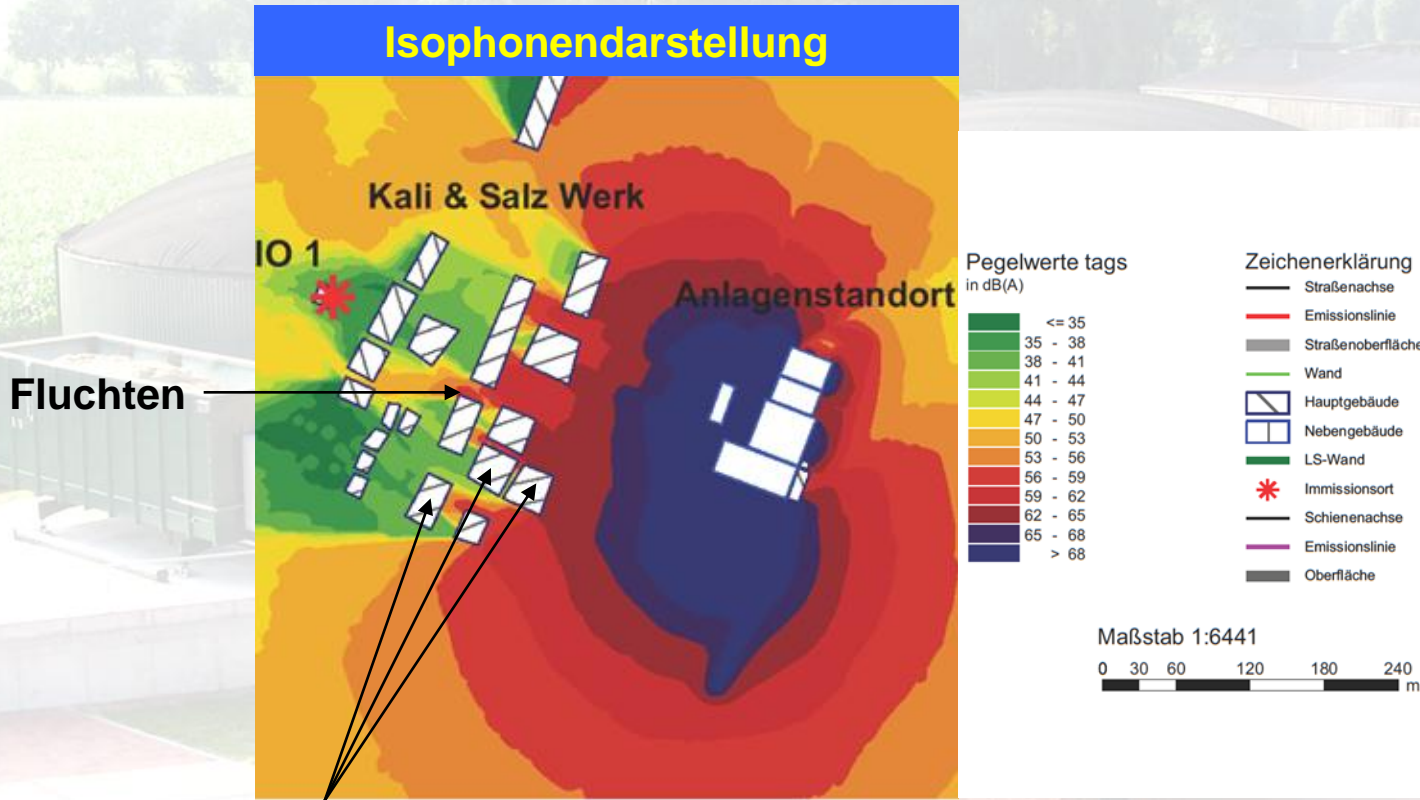 Isophonendarstellung
Kali & Salz Werk
IO 1
Anlagenstandort
Fluchten
Pegelwerte tags
in dB(A)
<= 35
35 - 38
38 - 41
41 - 44
44 - 47
47 - 50
50 - 53
53 - 56
56 - 59
59 - 62
62 - 65
65 - 68
> 68
Zeichenerklärung
Straßenachse
Emissionslinie
Straßenoberfläche
Wand
Hauptgebäude
Nebengebäude
LS-Wand
Immissionsort
Schienenachse
Emissionslinie
Oberfläche
Maßstab 1:6441
0 30 60 120 180 240
m